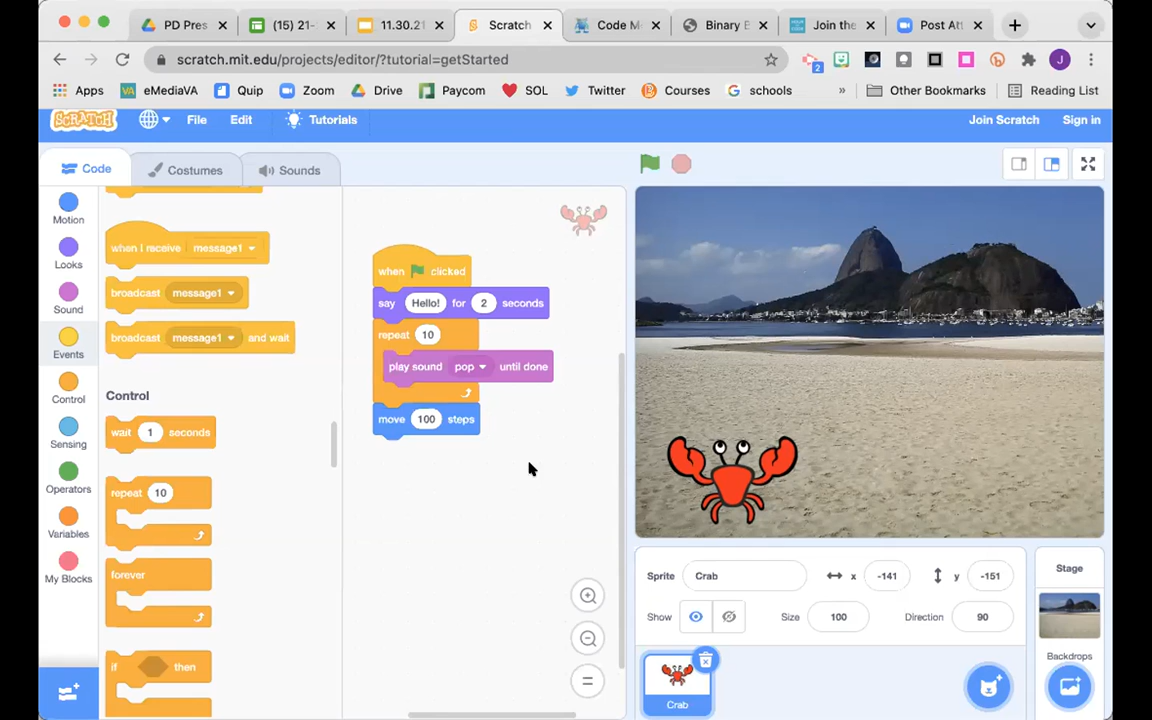 PD Pres
(15) 21-
11.30.21
Scratch
Code Mo
Binary B
Join the
Post Att
scratch.mit.edu/projects/editor/?tutorial=getStarted
2
J
Apps
eMediaVA
Quip
Zoom
Drive
Paycom
SOL
Twitter
Courses
schools
»
Other Bookmarks
Reading List
SCRATCH
File
Edit
Tutorials
Join Scratch
Sign in
Code
Costumes
Sounds
Motion
Looks
Sound
Events
Control
Sensing
Operators
Variables
My Blocks
when I receive message1
broadcast message1
broadcast message1 and wait
Control
wait 1 seconds
repeat 10
forever
if then
when clicked
say Hello! for 2 seconds
repeat 10
play sound pop until done
move 100 steps
Sprite Crab x -141 y -151
Show Size 100 Direction 90
Crab
Stage
Backdrops